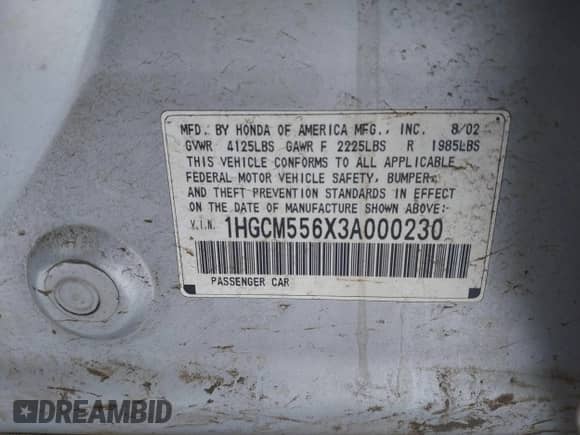 MFD. BY HONDA OF AMERICA MFG., INC. 8/02
GVWR 4125LBS GAWR F 2225LBS R 1985LBS
THIS VEHICLE CONFORMS TO ALL APPLICABLE
FEDERAL MOTOR VEHICLE SAFETY, BUMPER,
AND THEFT PREVENTION STANDARDS IN EFFECT
ON THE DATE OF MANUFACTURE SHOWN ABOVE:
V.I.N. 1HGCM556X3A000230
PASSENGER CAR
DREAMBID